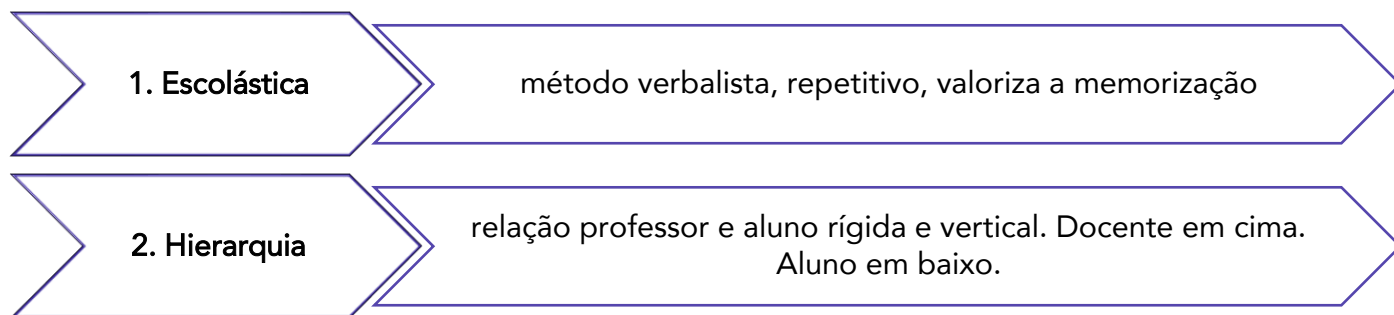 1. Escolástica
método verbalista, repetitivo, valoriza a memorização
2. Hierarquia
relação professor e aluno rígida e vertical. Docente em cima.
Aluno em baixo.